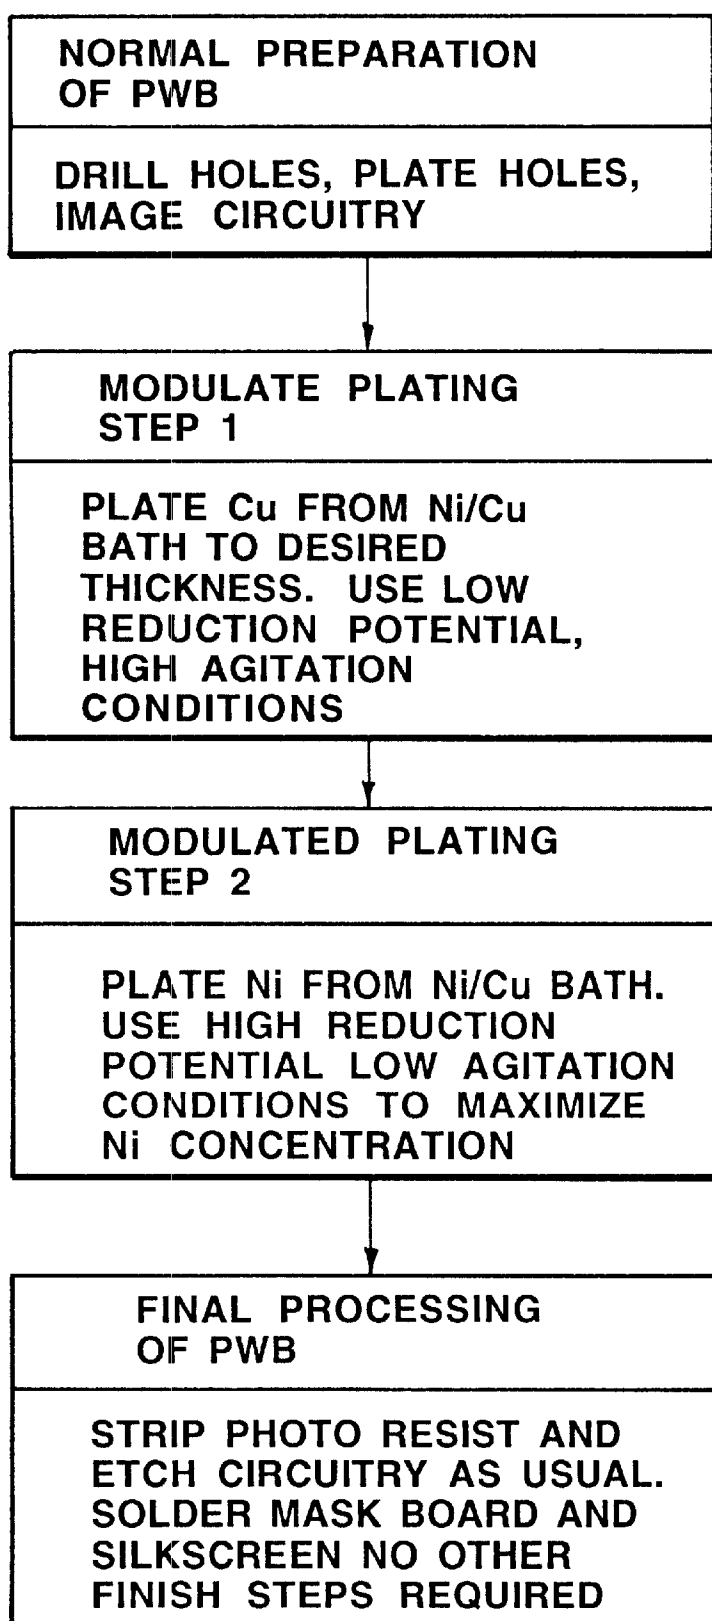 NORMAL PREPARATION
OF PWB
DRILL HOLES, PLATE HOLES,
IMAGE CIRCUITRY
MODULATE PLATING
STEP 1
PLATE Cu FROM Ni/Cu
BATH TO DESIRED
THICKNESS. USE LOW
REDUCTION POTENTIAL,
HIGH AGITATION
CONDITIONS
MODULATED PLATING
STEP 2
PLATE Ni FROM Ni/Cu BATH.
USE HIGH REDUCTION
POTENTIAL LOW AGITATION
CONDITIONS TO MAXIMIZE
Ni CONCENTRATION
FINAL PROCESSING
OF PWB
STRIP PHOTO RESIST AND
ETCH CIRCUITRY AS USUAL.
SOLDER MASK BOARD AND
SILKSCREEN NO OTHER
FINISH STEPS REQUIRED